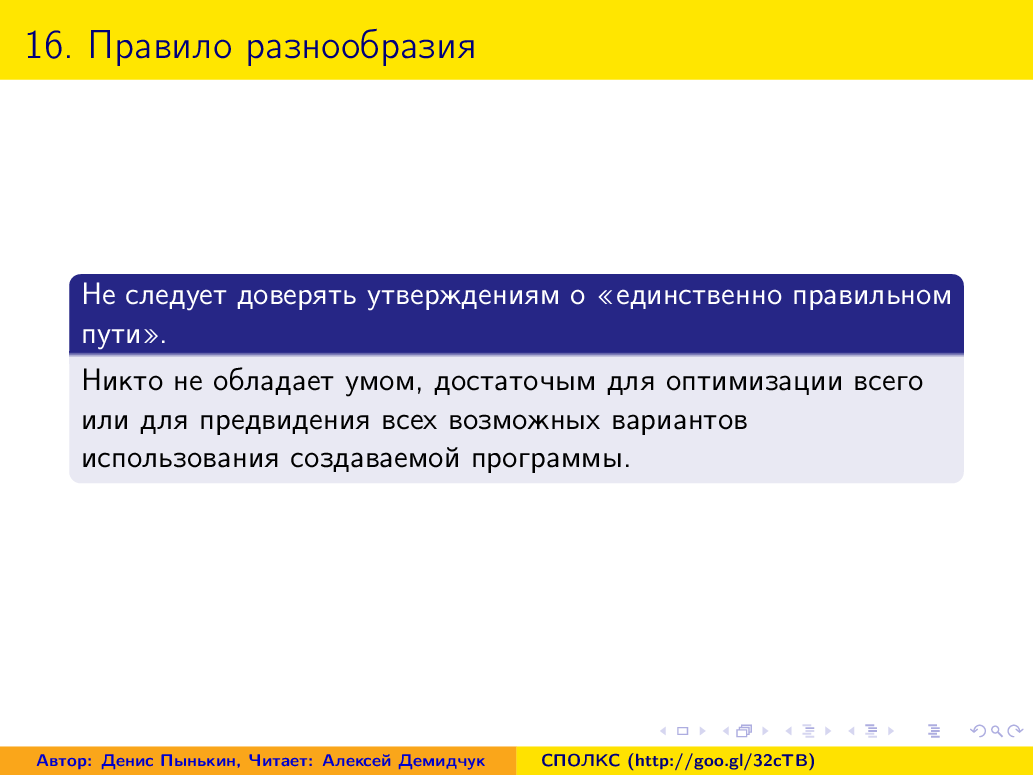 16. Правило разнообразия
Не следует доверять утверждениям о «единственно правильном
пути».
Никто не обладает умом, достаточым для оптимизации всего
или для предвидения всех возможных вариантов
использования создаваемой программы.
Автор: Денис Пынькин, Читает: Алексей Демидчук
СПОЛКС (http://goo.gl/32cTB)